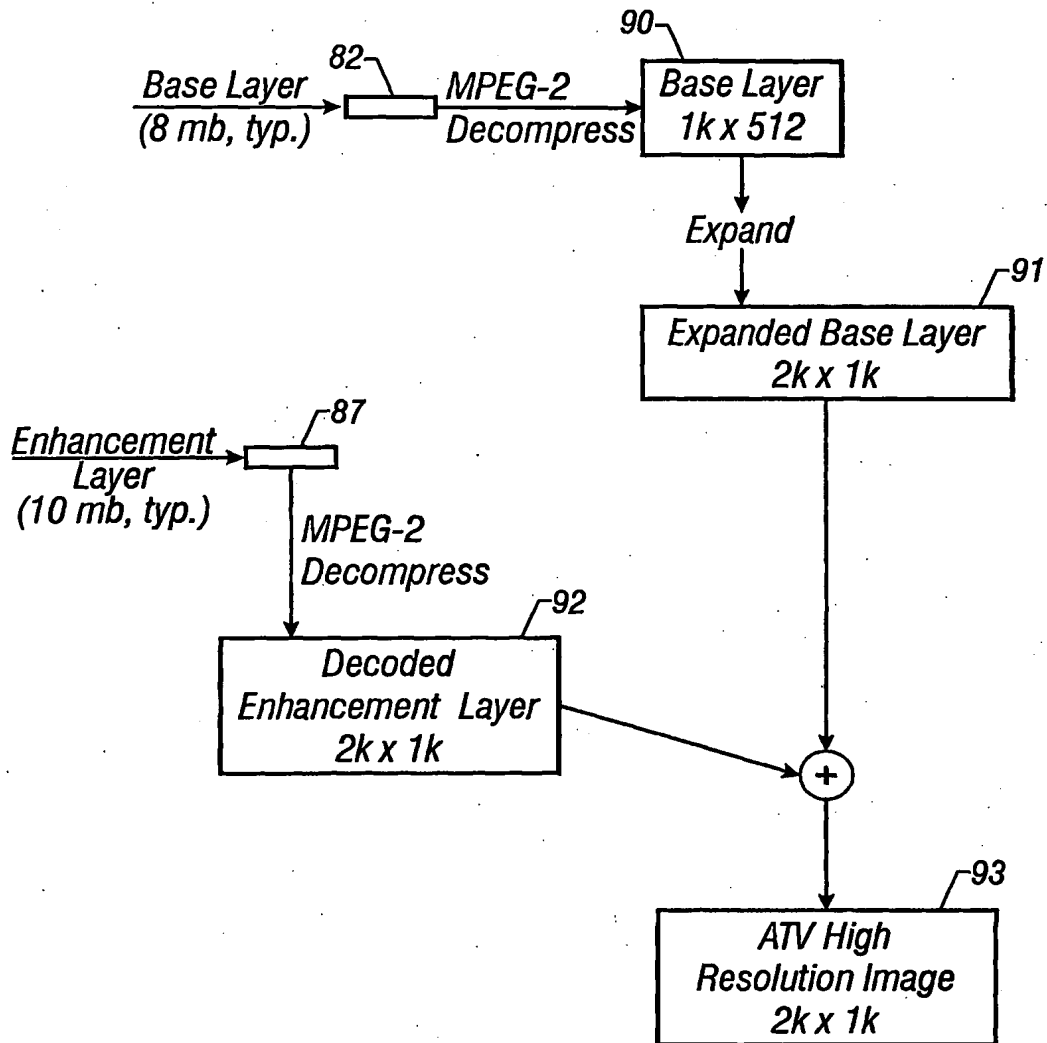 90
82
Base Layer
(8 mb, typ.)
MPEG-2
Decompress
Base Layer
1k x 512
Expand
91
Expanded Base Layer
2k x 1k
87
Enhancement
Layer
(10 mb, typ.)
MPEG-2
Decompress
92
Decoded
Enhancement Layer
2k x 1k
+
93
ATV High
Resolution Image
2k x 1k